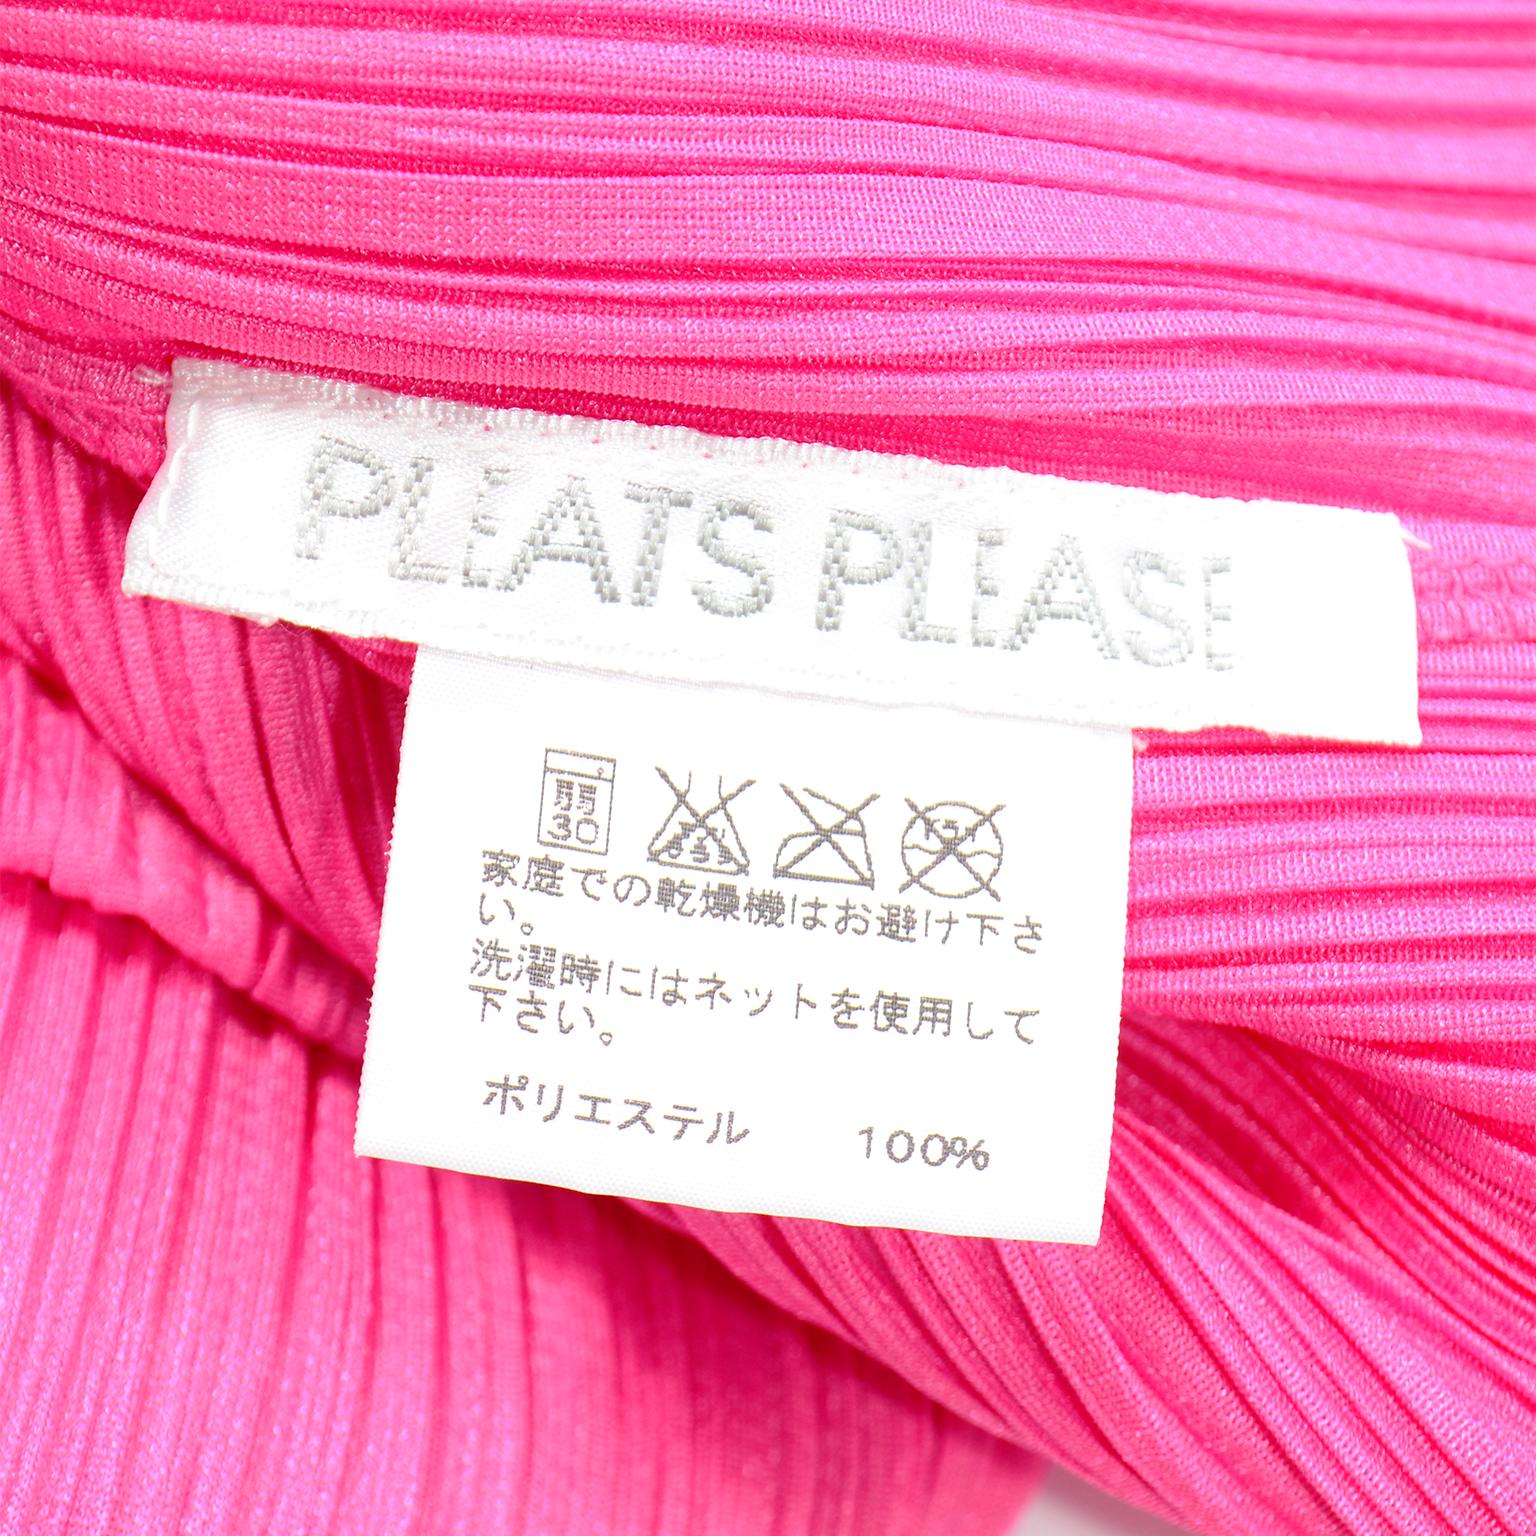 PLEATS PLEASE
弱
30
家庭での乾燥機はお避け下さ
い。
洗濯時にはネットを使用して
下さい。
ポリエステル 100%